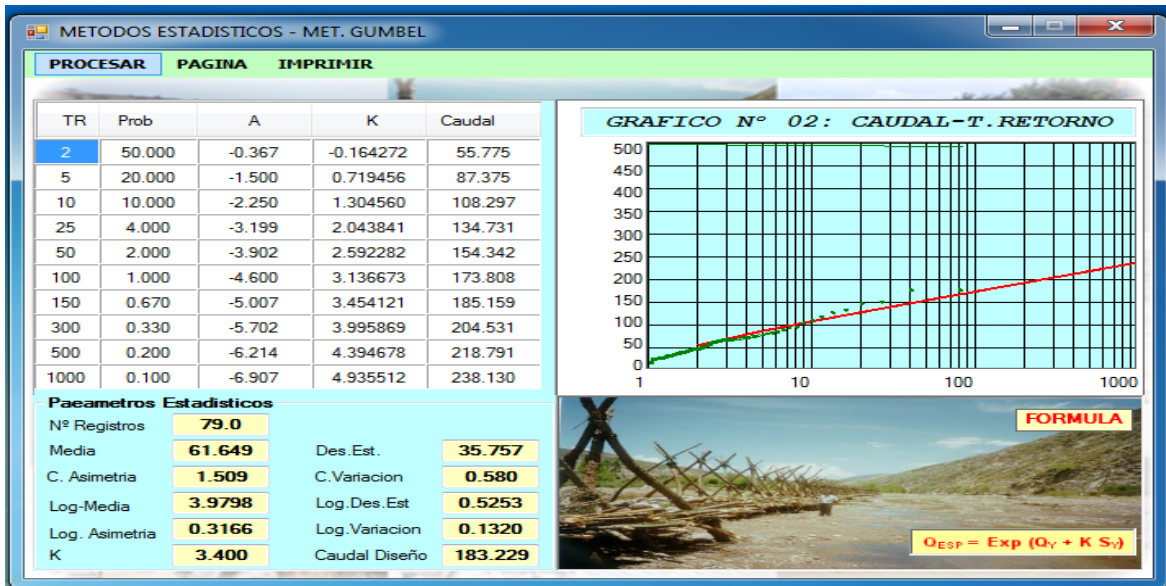 METODOS ESTADISTICOS - MET. GUMBEL
PROCESAR PAGINA IMPRIMIR
TR Prob A K Caudal
2 50.000 -0.367 -0.164272 55.775
5 20.000 -1.500 0.719456 87.375
10 10.000 -2.250 1.304560 108.297
25 4.000 -3.199 2.043841 134.731
50 2.000 -3.902 2.592282 154.342
100 1.000 -4.600 3.136673 173.808
150 0.670 -5.007 3.454121 185.159
300 0.330 -5.702 3.995869 204.531
500 0.200 -6.214 4.394678 218.791
1000 0.100 -6.907 4.935512 238.130
GRAFICO Nº 02: CAUDAL-T.RETORNO
500
450
400
350
300
250
200
150
100
50
0
1 10 100 1000
Paeametros Estadisticos
Nº Registros 79.0
Media 61.649 Des.Est. 35.757
C. Asimetria 1.509 C.Variacion 0.580
Log-Media 3.9798 Log.Des.Est 0.5253
Log. Asimetria 0.3166 Log.Variacion 0.1320
K 3.400 Caudal Diseño 183.229
FORMULA
QESP = Exp (QY + K SY)